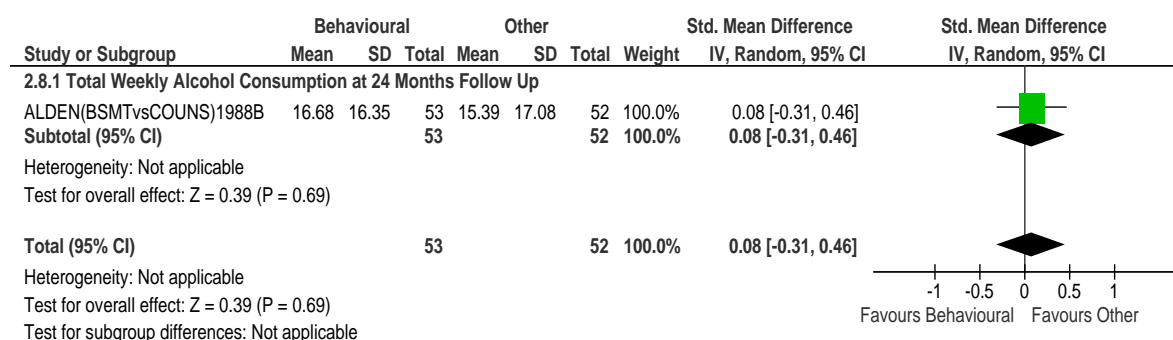 Behavioural Other Std. Mean Difference Std. Mean Difference
Study or Subgroup Mean SD Total Mean SD Total Weight IV, Random, 95% CI IV, Random, 95% CI
2.8.1 Total Weekly Alcohol Consumption at 24 Months Follow Up
ALDEN(BSMTvsCOUNS)1988B 16.68 16.35 53 15.39 17.08 52 100.0% 0.08 [-0.31, 0.46]
Subtotal (95% CI) 53 52 100.0% 0.08 [-0.31, 0.46]
Heterogeneity: Not applicable
Test for overall effect: Z = 0.39 (P = 0.69)
Total (95% CI) 53 52 100.0% 0.08 [-0.31, 0.46]
Heterogeneity: Not applicable
Test for overall effect: Z = 0.39 (P = 0.69)
Test for subgroup differences: Not applicable
-1 -0.5 0 0.5 1
Favours Behavioural Favours Other